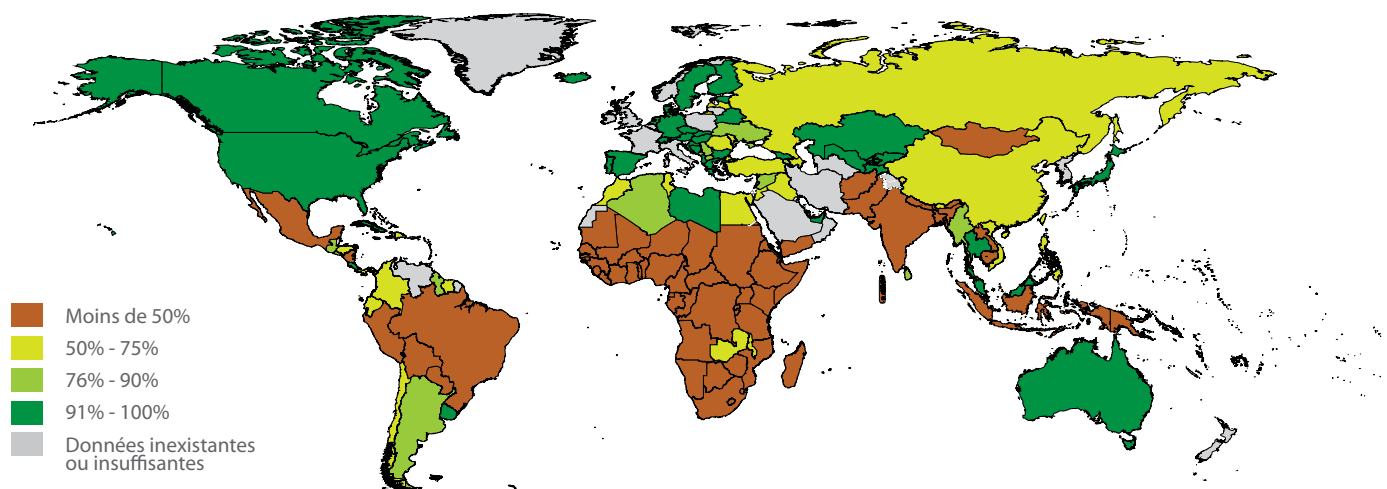 Moins de 50%
50% - 75%
76% - 90%
91% - 100%
Données inexistantes
ou insuffisantes